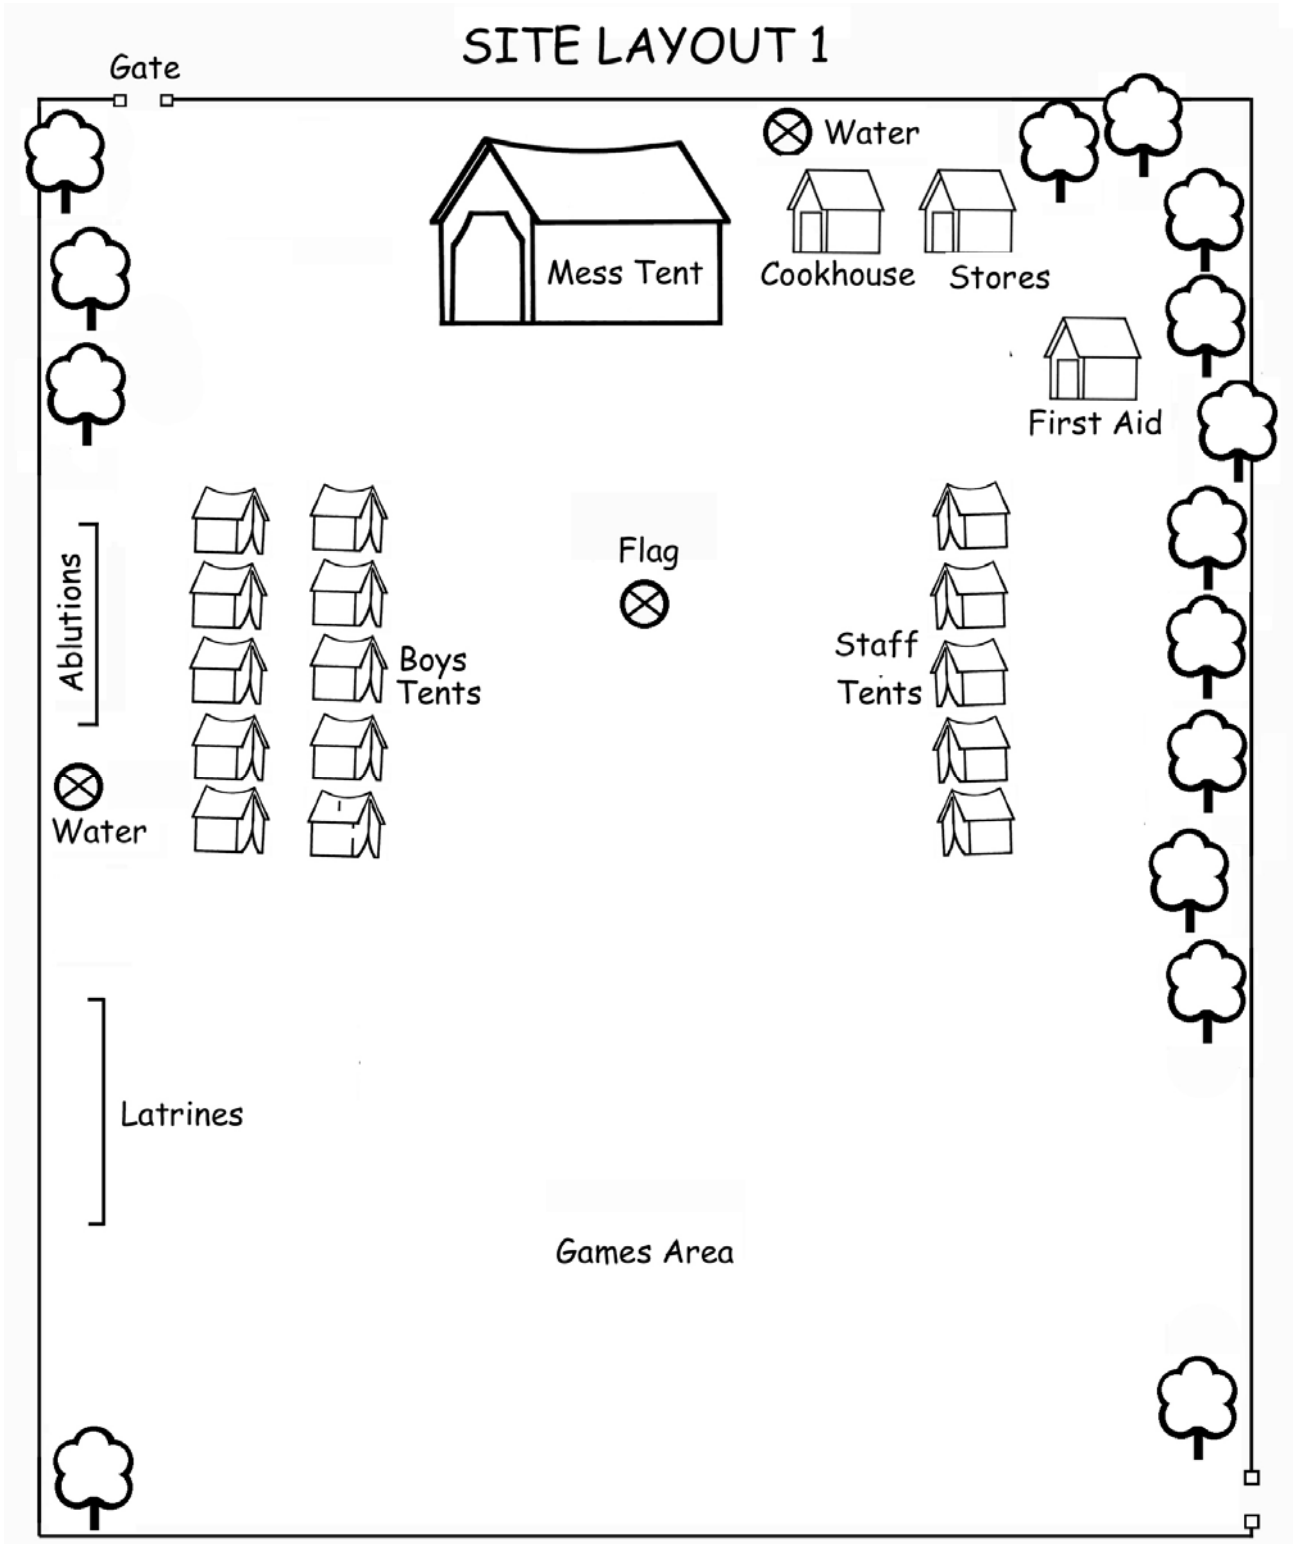 SITE LAYOUT 1
Gate
Water
Mess Tent
Cookhouse
Stores
First Aid
Ablutions
Flag
Boys
Tents
Staff
Tents
Water
Latrines
Games Area